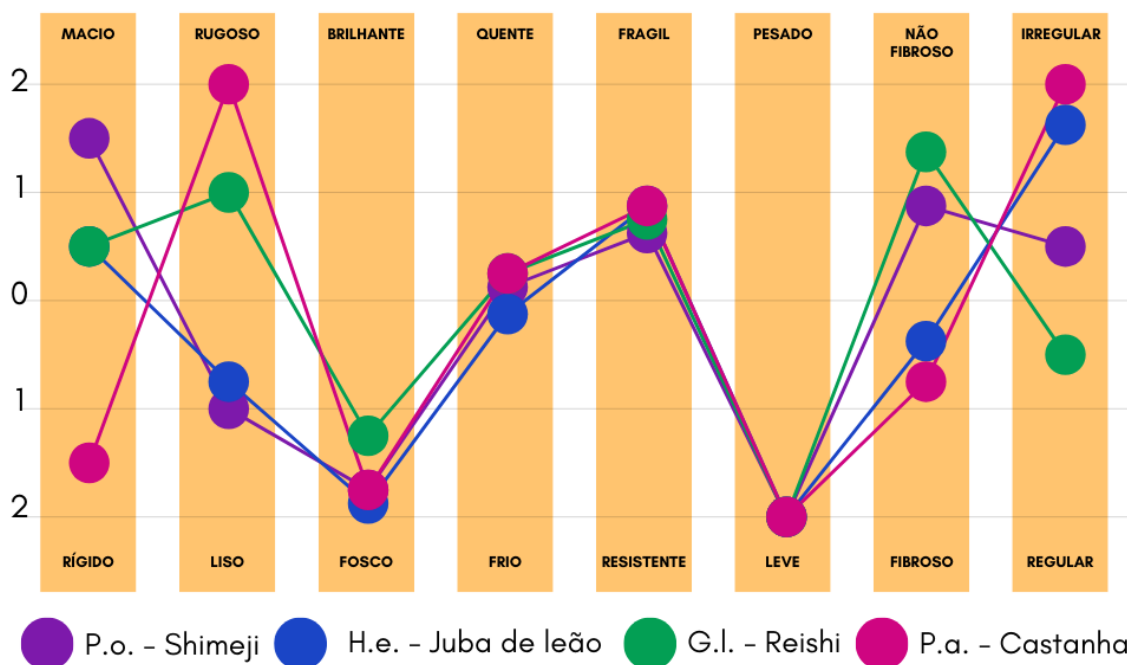 MACIO RUGOSO BRILHANTE QUENTE FRAGIL PESADO NÃO FIBROSO IRREGULAR
2
1
0
1
2
RÍGIDO LISO FOSCO FRIO RESISTENTE LEVE FIBROSO REGULAR
P.o. - Shimeji H.e. - Juba de leão G.l. - Reishi P.a. - Castanha